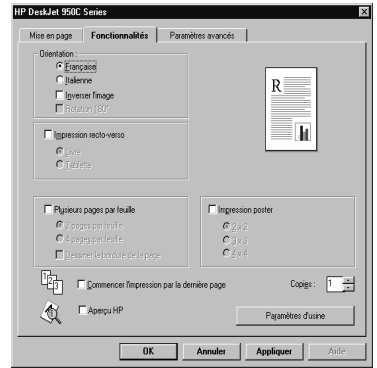 HP DeskJet 950C Series
Mise en page Fonctionnalités Paramètres avancés
Orientation :
Française
Italienne
Inverser l'image
Rotation 180°
R
Impression recto-verso
Livre
Tablette
Plusieurs pages par feuille
2 pages par feuille
4 pages par feuille
Dessiner la bordure de la page
Impression poster
2 x 2
3 x 3
4 x 4
1 2 3
Commencer l'impression par la dernière page
Copies : 1
Aperçu HP
Paramètres d'usine
OK Annuler Appliquer Aide